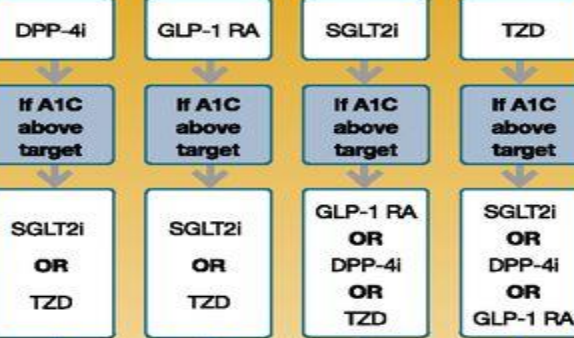 DPP-4i
GLP-1 RA
SGLT2i
TZD
If A1C
above
target
If A1C
above
target
If A1C
above
target
If A1C
above
target
SGLT2i
OR
TZD
SGLT2i
OR
TZD
GLP-1 RA
OR
DPP-4i
OR
TZD
SGLT2i
OR
DPP-4i
OR
GLP-1 RA